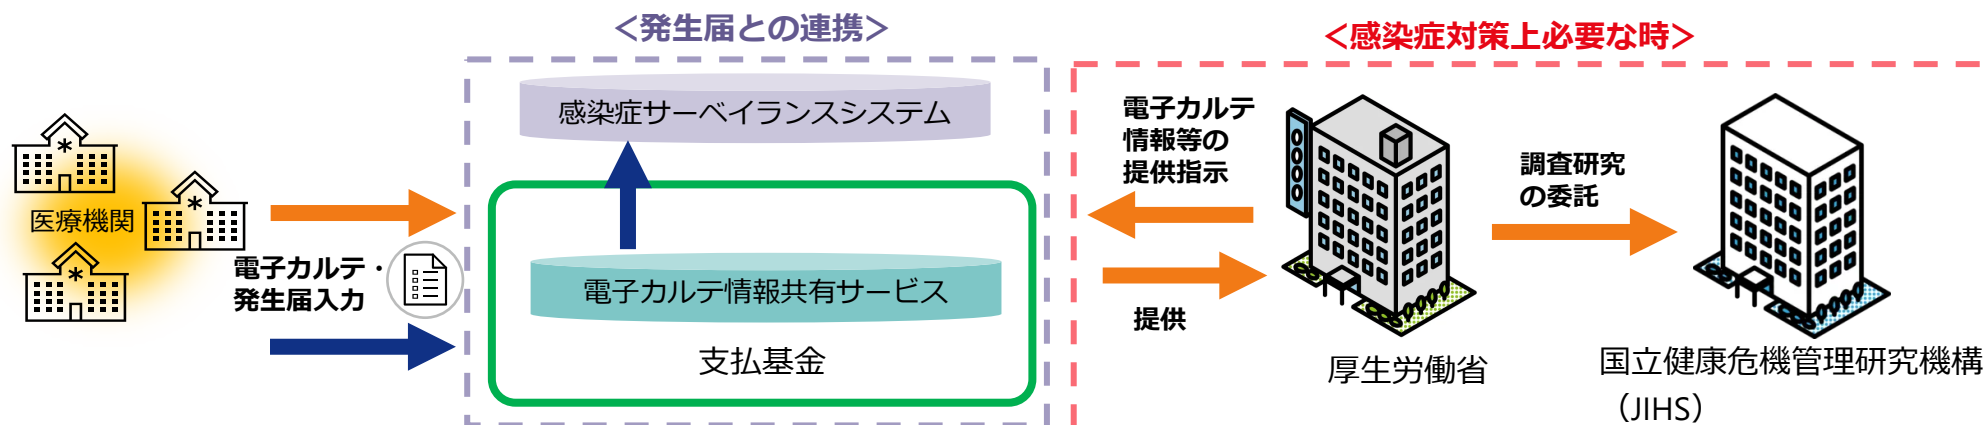 ＜発生届との連携＞
＜感染症対策上必要な時＞
感染症サーベイランスシステム
医療機関
電子カルテ・
発生届入力
電子カルテ情報共有サービス
支払基金
電子カルテ
情報等の
提供指示
提供
厚生労働省
調査研究
の委託
国立健康危機管理研究機構
（JIHS）